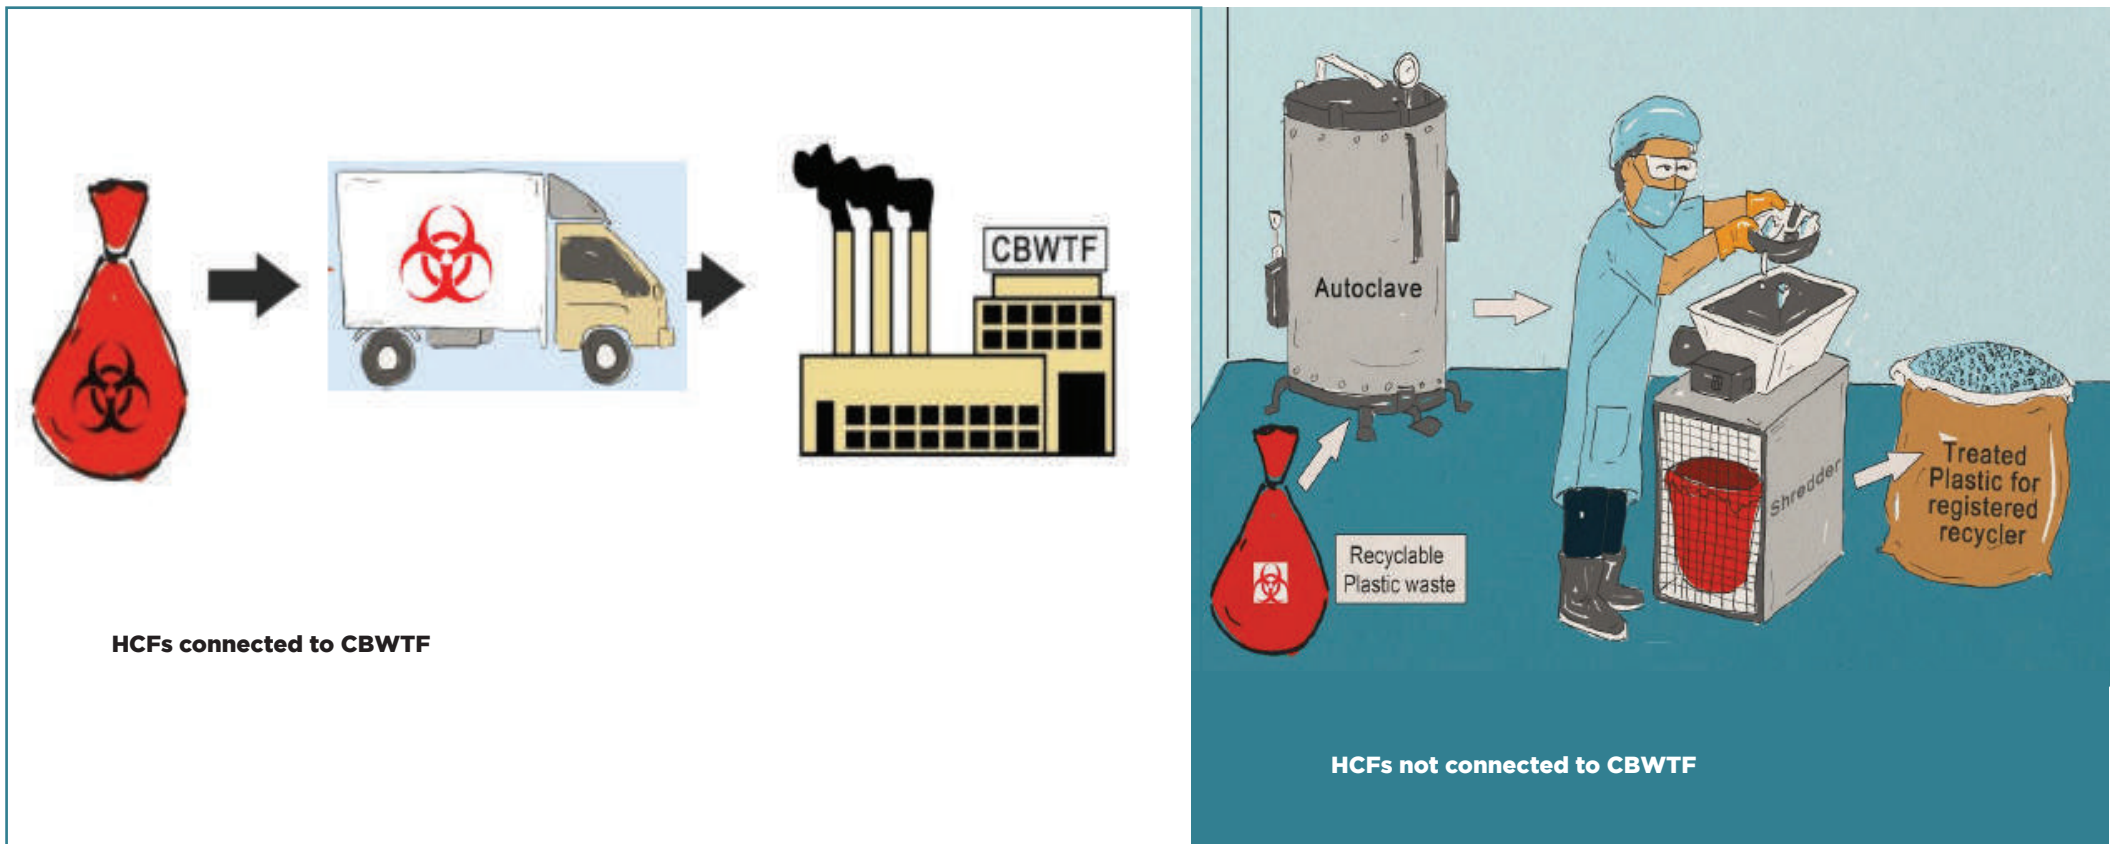 CBWTF
HCFs connected to CBWTF
Autoclave
Recyclable
Plastic waste
Shredder
Treated
Plastic for
registered
recycler
HCFs not connected to CBWTF